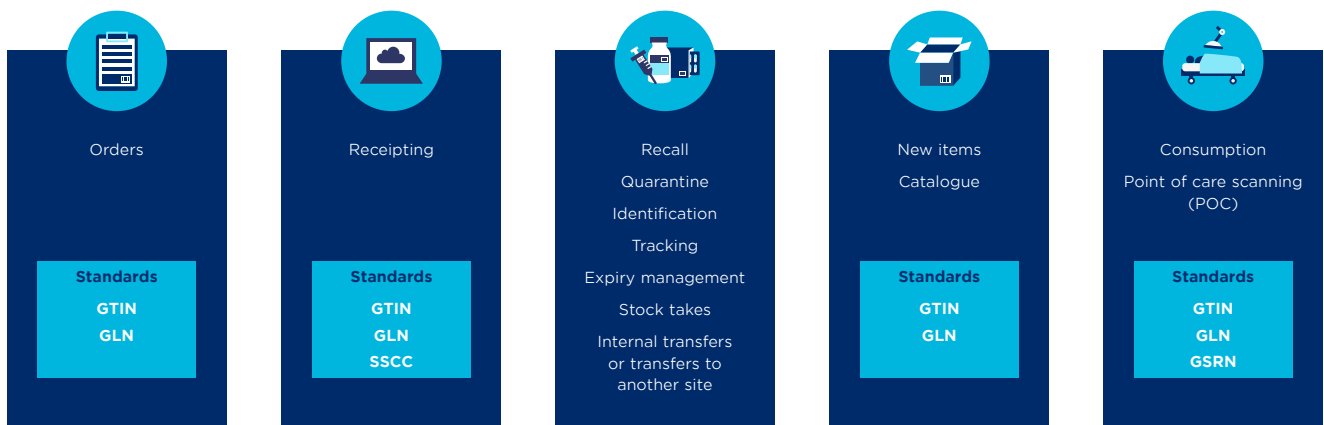 Orders
Standards
GTIN
GLN
Receipting
Standards
GTIN
GLN
SSCC
Recall
Quarantine
Identification
Tracking
Expiry management
Stock takes
Internal transfers
or transfers to
another site
New items
Catalogue
Standards
GTIN
GLN
Consumption
Point of care scanning
(POC)
Standards
GTIN
GLN
GSRN